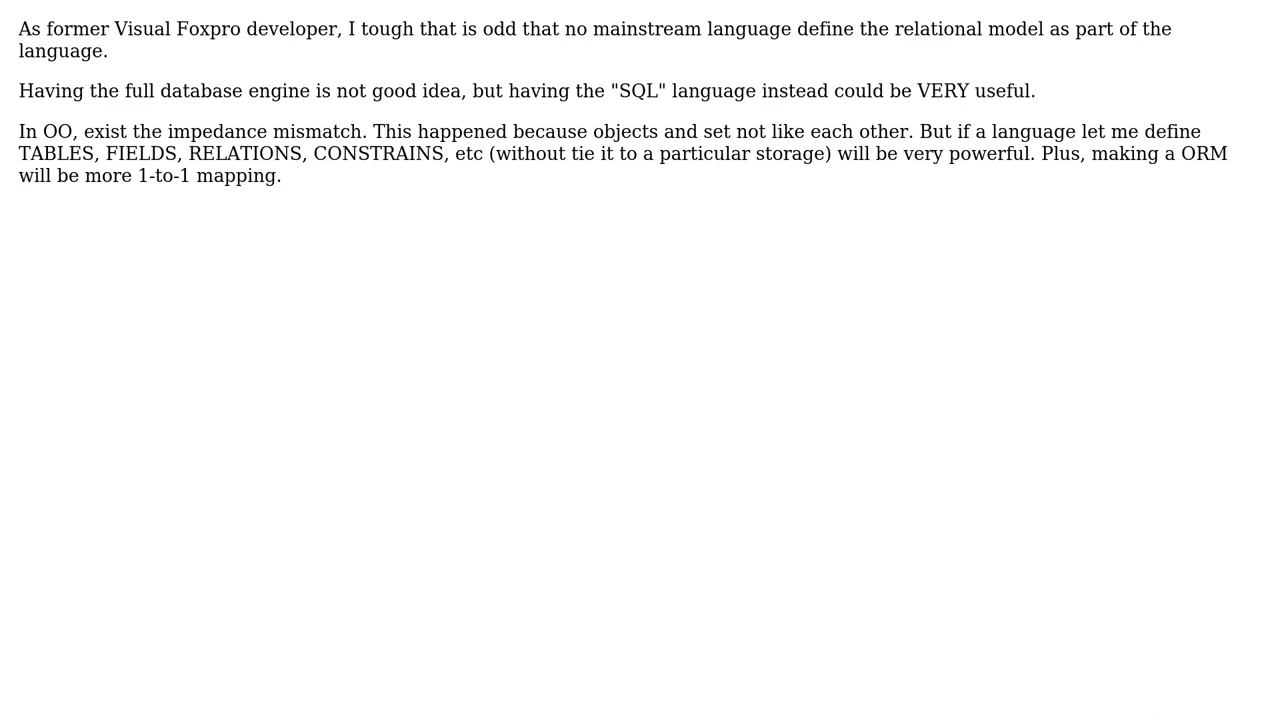 As former Visual Foxpro developer, I tough that is odd that no mainstream language define the relational model as part of the
language.
Having the full database engine is not good idea, but having the "SQL" language instead could be VERY useful.
In OO, exist the impedance mismatch. This happened because objects and set not like each other. But if a language let me define
TABLES, FIELDS, RELATIONS, CONSTRAINS, etc (without tie it to a particular storage) will be very powerful. Plus, making a ORM
will be more 1-to-1 mapping.